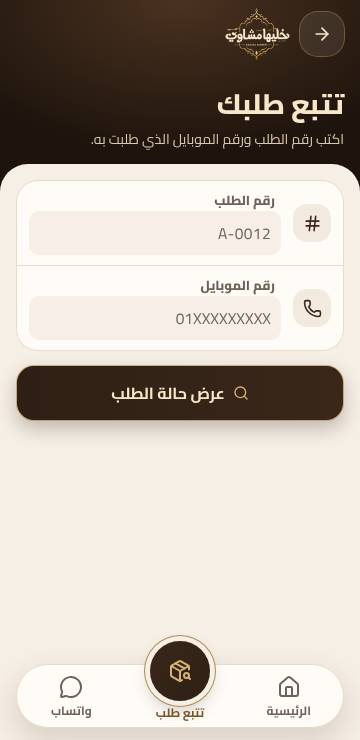 خليها مشاوي
تتبع طلبك
اكتب رقم الطلب ورقم الموبايل الذي طلبت به.
رقم الطلب
A-0012
رقم الموبايل
01XXXXXXXXX
عرض حالة الطلب
الرئيسية
تتبع طلب
واتساب